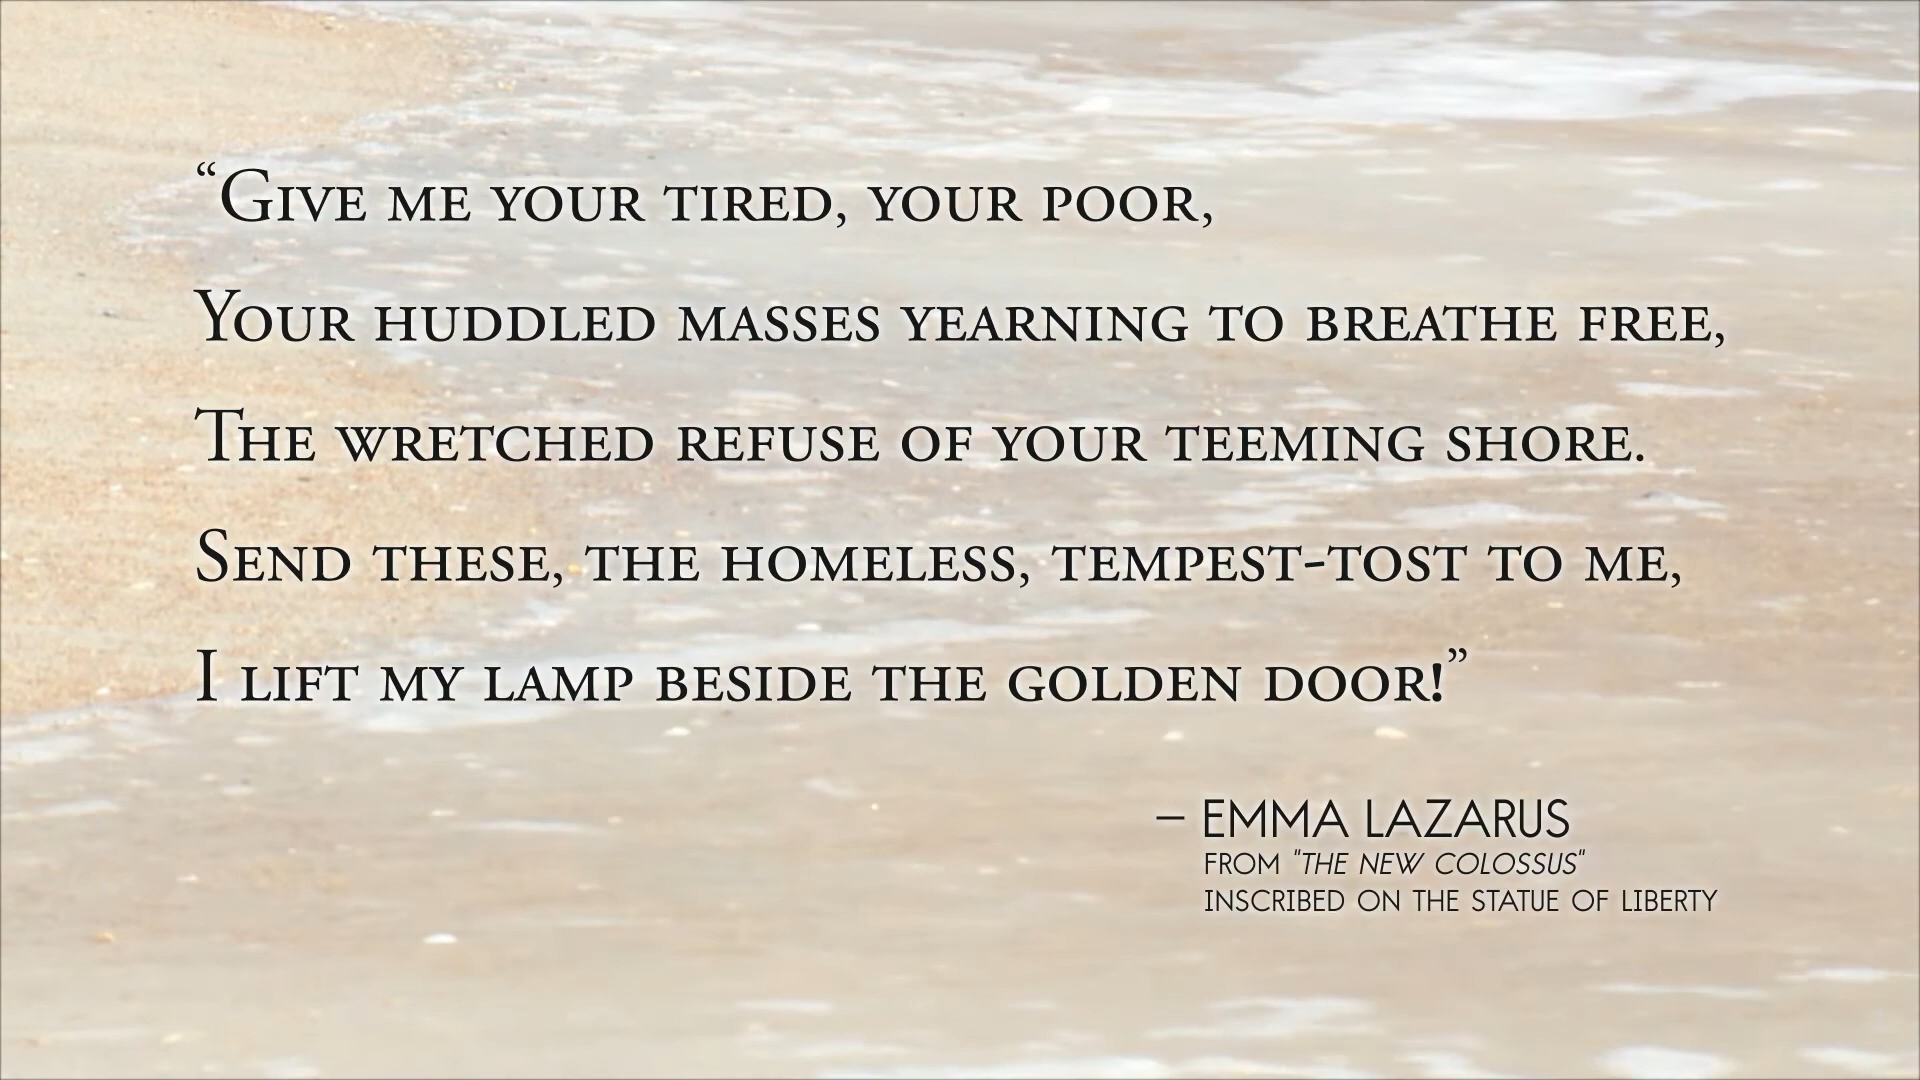 “Give me your tired, your poor,
Your huddled masses yearning to breathe free,
The wretched refuse of your teeming shore.
Send these, the homeless, tempest-tost to me,
I lift my lamp beside the golden door!”
– EMMA LAZARUS
FROM "THE NEW COLOSSUS"
INSCRIBED ON THE STATUE OF LIBERTY